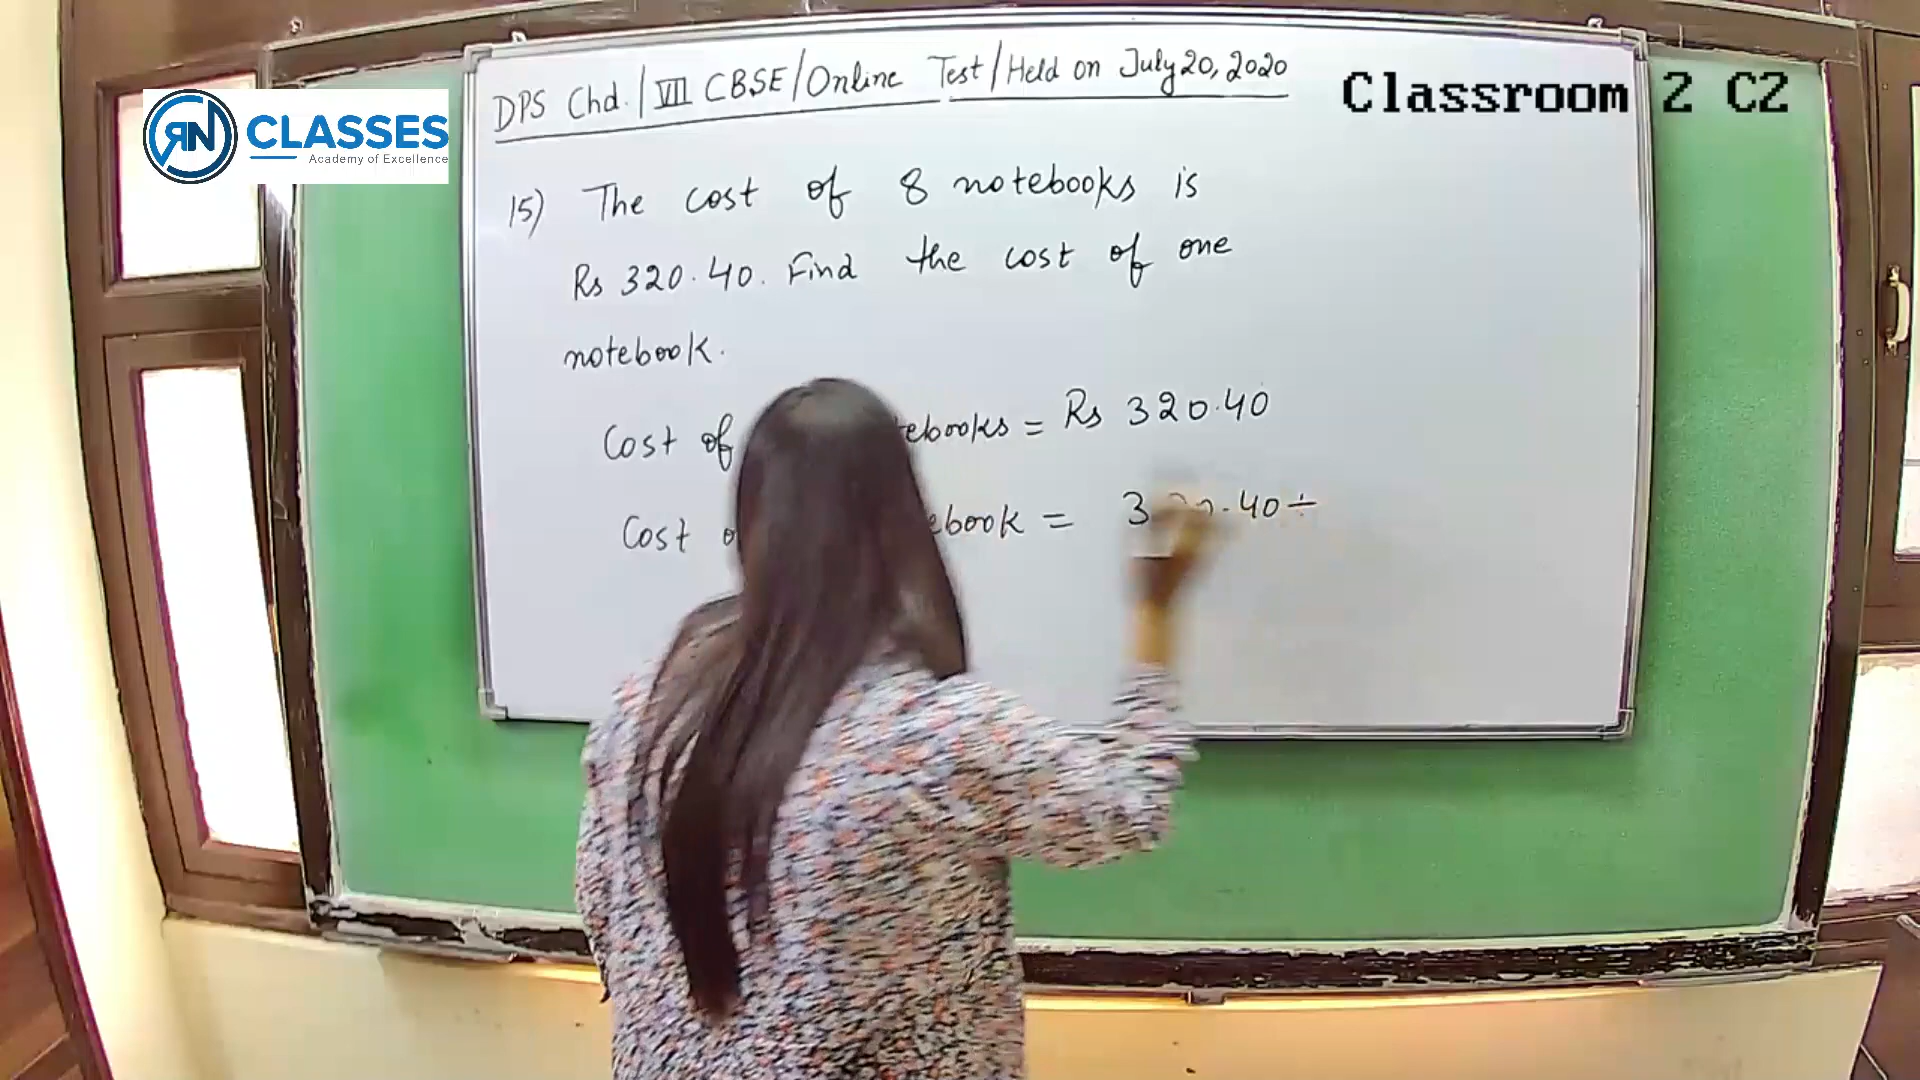 DPS Chd. / VII CBSE/Online Test/Held on July 20, 2020
Classroom 2 C2
RN CLASSES
Academy of Excellence
15) The cost of 8 notebooks is
Rs 320.40. Find the cost of one
notebook.
Cost of ebooks = Rs 320.40
Cost ebook = 3 .40÷